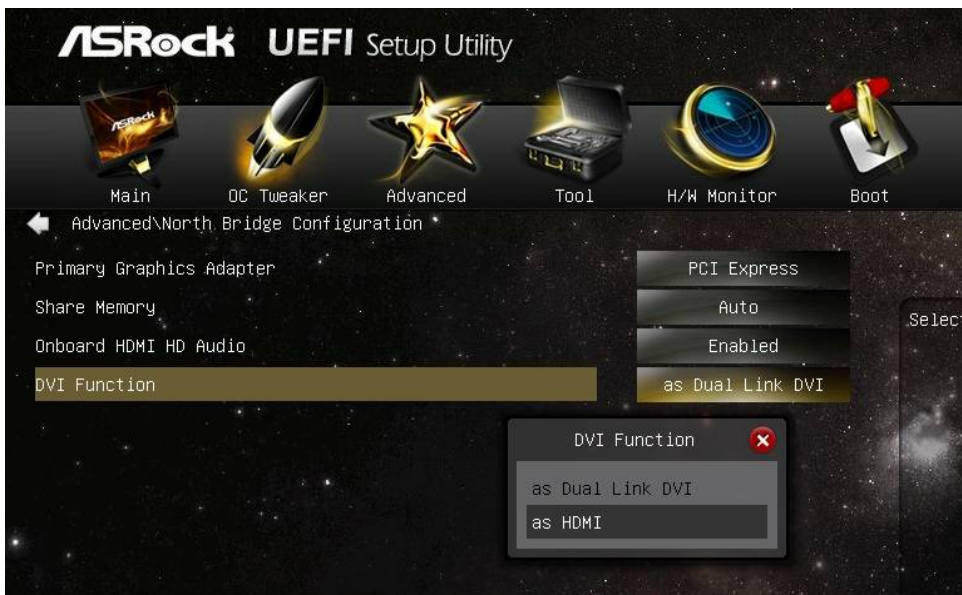 ASRock UEFI Setup Utility
ASRock
Main OC Tweaker Advanced Tool H/W Monitor Boot
Advanced\North Bridge Configuration
Primary Graphics Adapter PCI Express
Share Memory Auto
Selec
Onboard HDMI HD Audio Enabled
DVI Function as Dual Link DVI
DVI Function
as Dual Link DVI
as HDMI